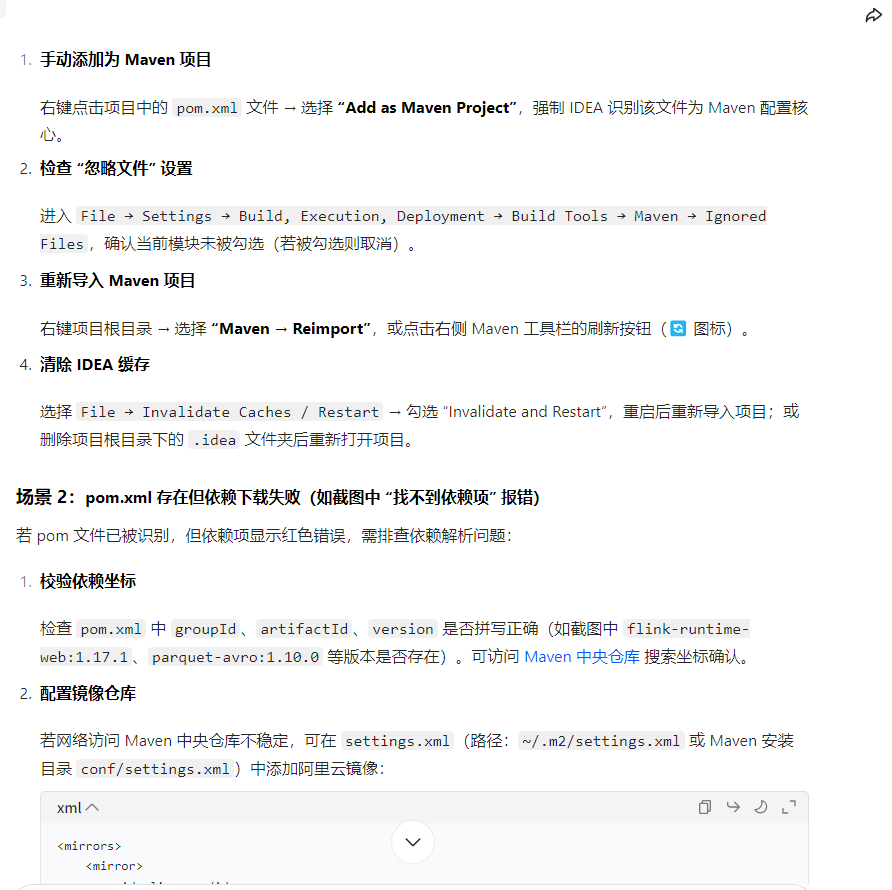 1. 手动添加为 Maven 项目
右键点击项目中的 pom.xml 文件 → 选择 “Add as Maven Project”，强制 IDEA 识别该文件为 Maven 配置核
心。
2. 检查 “忽略文件” 设置
进入 File → Settings → Build, Execution, Deployment → Build Tools → Maven → Ignored
Files，确认当前模块未被勾选（若被勾选则取消）。
3. 重新导入 Maven 项目
右键项目根目录 → 选择 “Maven → Reimport”，或点击右侧 Maven 工具栏的刷新按钮（🔄 图标）。
4. 清除 IDEA 缓存
选择 File → Invalidate Caches / Restart → 勾选 “Invalidate and Restart”，重启后重新导入项目；或
删除项目根目录下的 .idea 文件夹后重新打开项目。
场景 2：pom.xml 存在但依赖下载失败（如截图中 “找不到依赖项” 报错）
若 pom 文件已被识别，但依赖项显示红色错误，需排查依赖解析问题：
1. 校验依赖坐标
检查 pom.xml 中 groupId、artifactId、version 是否拼写正确（如截图中 flink-runtime-
web:1.17.1、parquet-avro:1.10.0 等版本是否存在）。可访问 Maven 中央仓库 搜索坐标确认。
2. 配置镜像仓库
若网络访问 Maven 中央仓库不稳定，可在 settings.xml（路径：~/.m2/settings.xml 或 Maven 安装
目录 conf/settings.xml）中添加阿里云镜像：
xml
<mirrors>
<mirror>